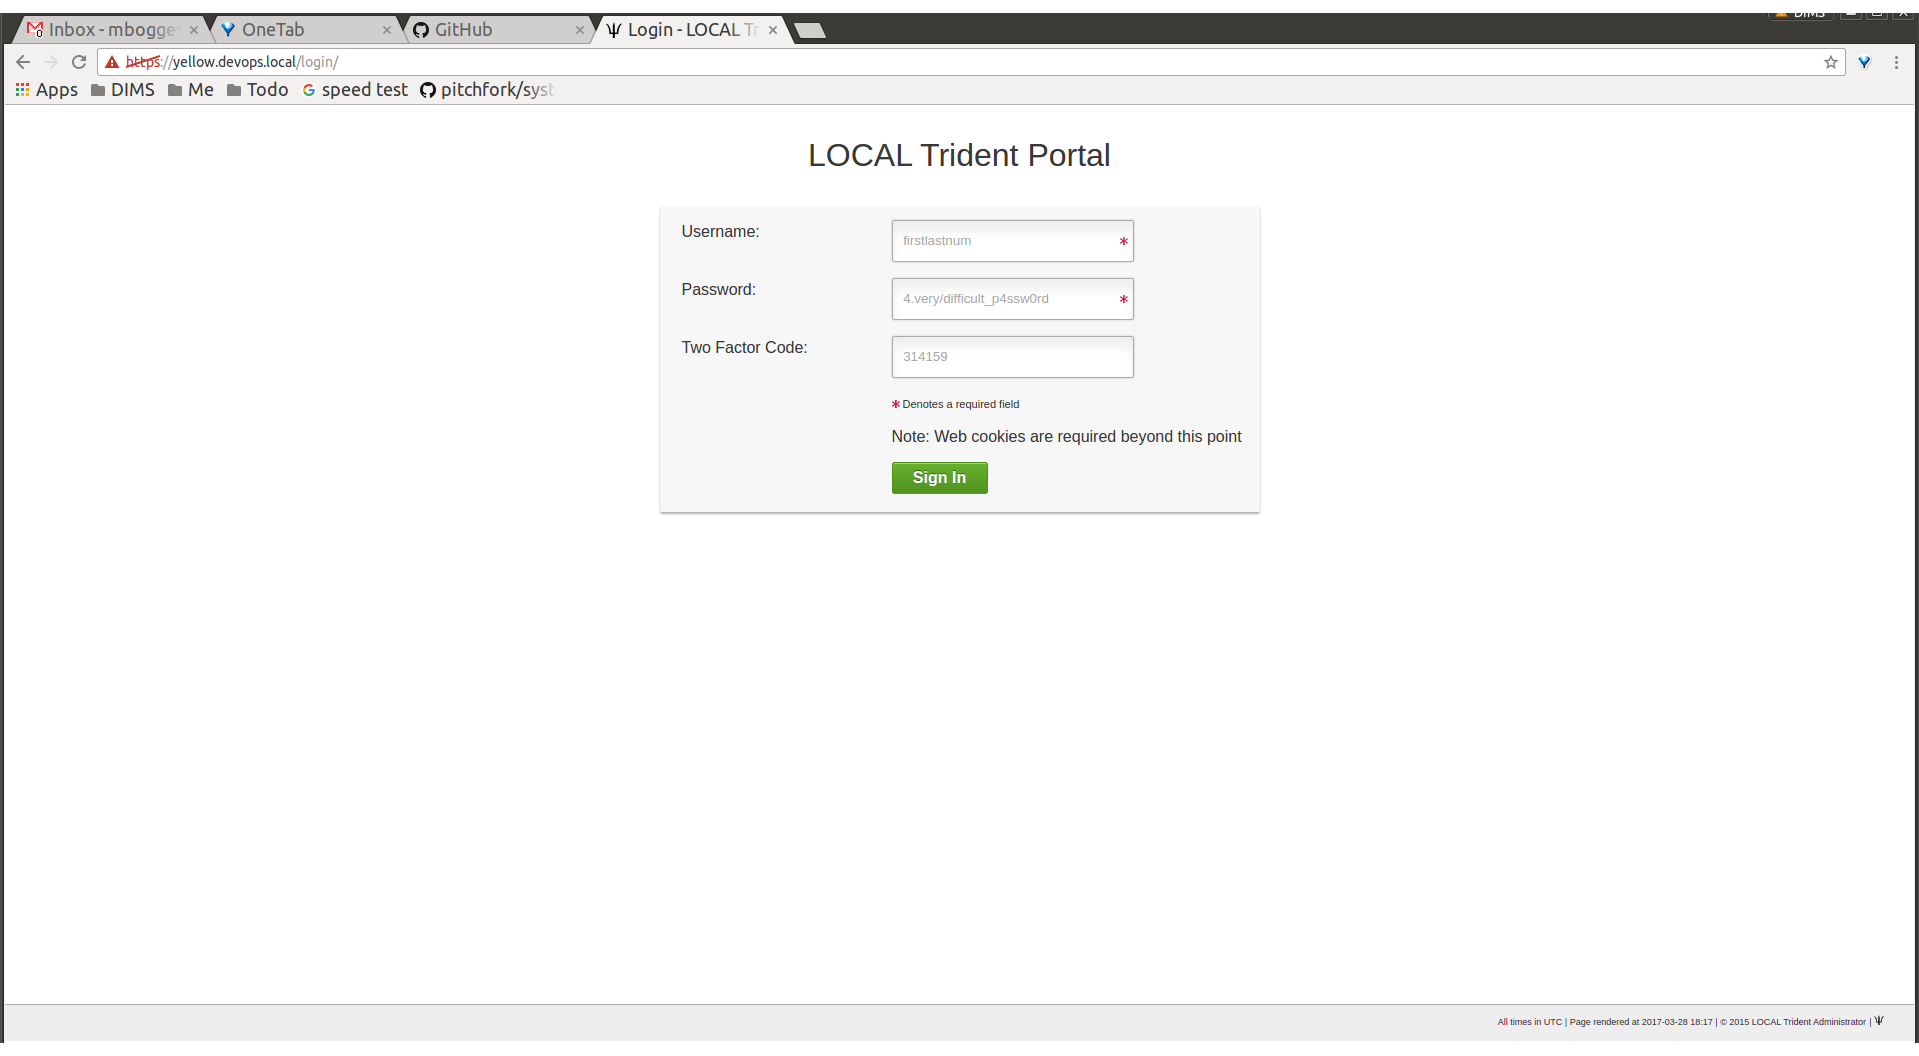 DIMS
Inbox - mbogge
OneTab
GitHub
Login - LOCAL Tr
https://yellow.devops.local/login/
Apps DIMS Me Todo speed test pitchfork/syst
LOCAL Trident Portal
Username:
firstlastnum *
Password:
4.very/difficult_p4ssw0rd *
Two Factor Code:
314159
* Denotes a required field
Note: Web cookies are required beyond this point
Sign In
All times in UTC | Page rendered at 2017-03-28 18:17 | © 2015 LOCAL Trident Administrator |